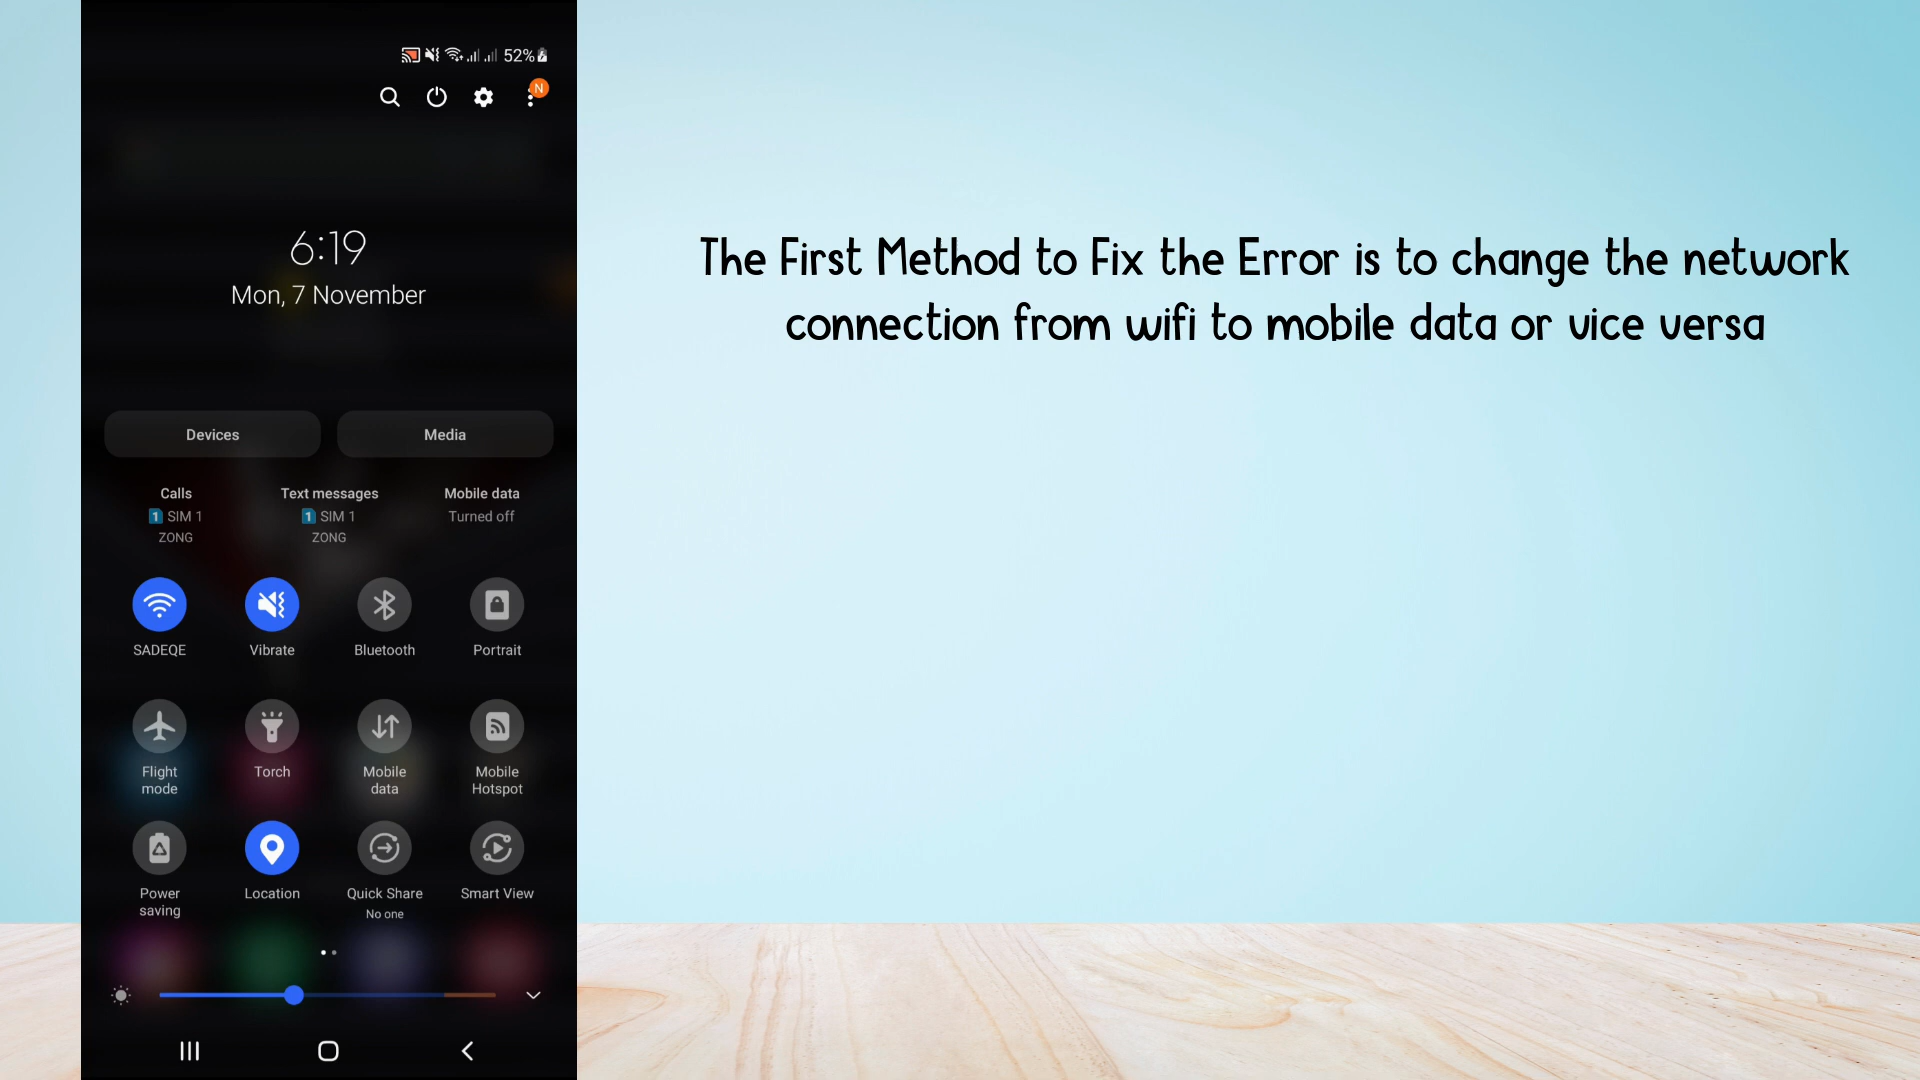 52%
N
6:19
Mon, 7 November
Devices
Media
Calls
1 SIM 1
ZONG
Text messages
1 SIM 1
ZONG
Mobile data
Turned off
SADEQE
Vibrate
Bluetooth
Portrait
Flight
mode
Torch
Mobile
data
Mobile
Hotspot
Power
saving
Location
Quick Share
No one
Smart View
The First Method to Fix the Error is to change the network
connection from wifi to mobile data or vice versa